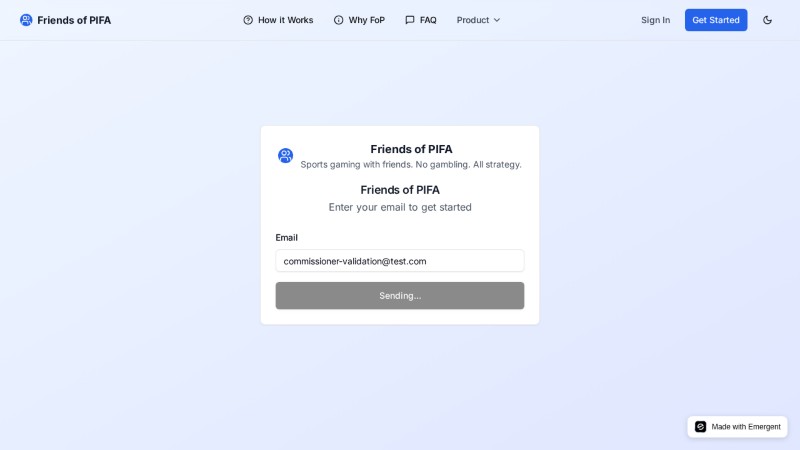 Friends of PIFA
How it Works
Why FoP
FAQ
Product
Sign In
Get Started
Friends of PIFA
Sports gaming with friends. No gambling. All strategy.
Friends of PIFA
Enter your email to get started
Email
commissioner-validation@test.com
Sending...
Made with Emergent